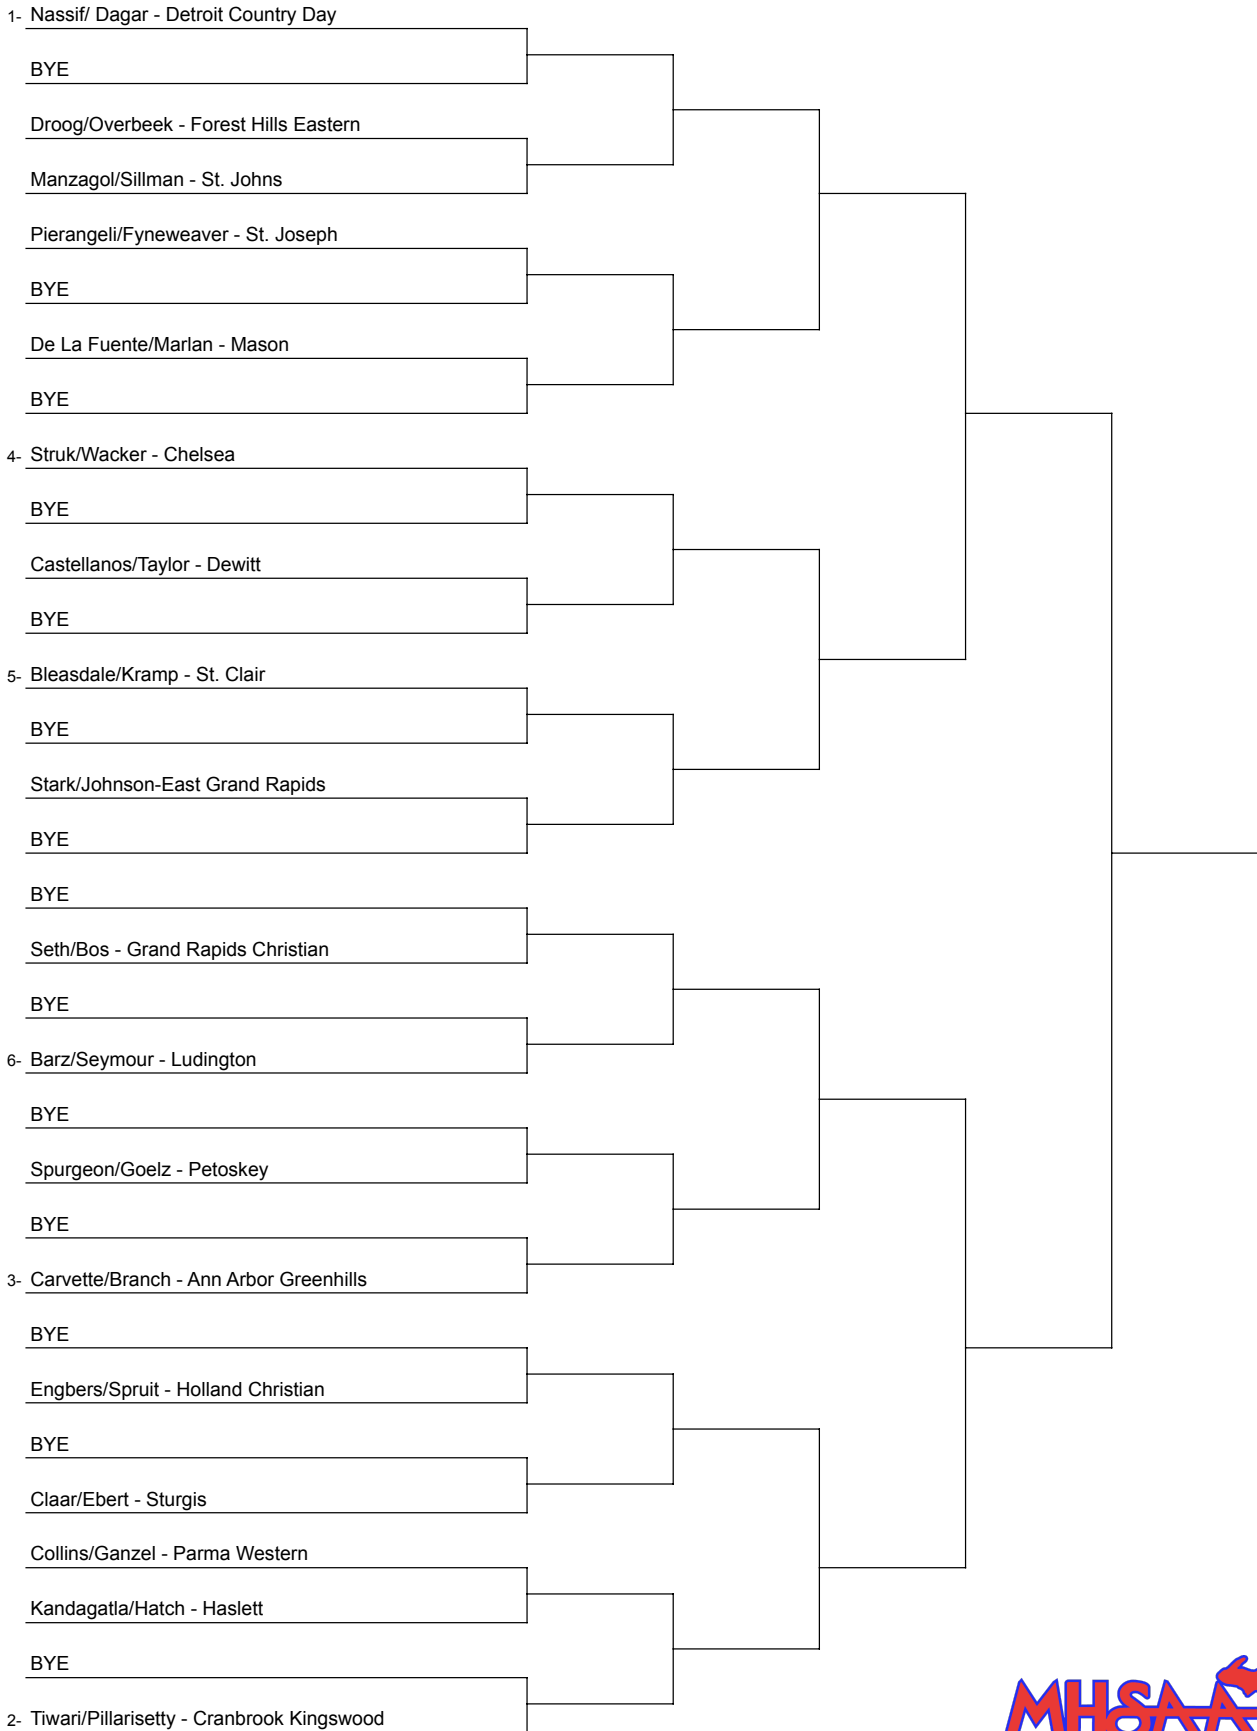 1- Nassif/ Dagar - Detroit Country Day
BYE
Droog/Overbeek - Forest Hills Eastern
Manzagol/Sillman - St. Johns
Pierangeli/Fyneweaver - St. Joseph
BYE
De La Fuente/Marlan - Mason
BYE
4- Struk/Wacker - Chelsea
BYE
Castellanos/Taylor - Dewitt
BYE
5- Bleasdale/Kramp - St. Clair
BYE
Stark/Johnson-East Grand Rapids
BYE
BYE
Seth/Bos - Grand Rapids Christian
BYE
6- Barz/Seymour - Ludington
BYE
Spurgeon/Goelz - Petoskey
BYE
3- Carvette/Branch - Ann Arbor Greenhills
BYE
Engbers/Spruit - Holland Christian
BYE
Claar/Ebert - Sturgis
Collins/Ganzel - Parma Western
Kandagatla/Hatch - Haslett
BYE
2- Tiwari/Pillarisetty - Cranbrook Kingswood
MHSAA